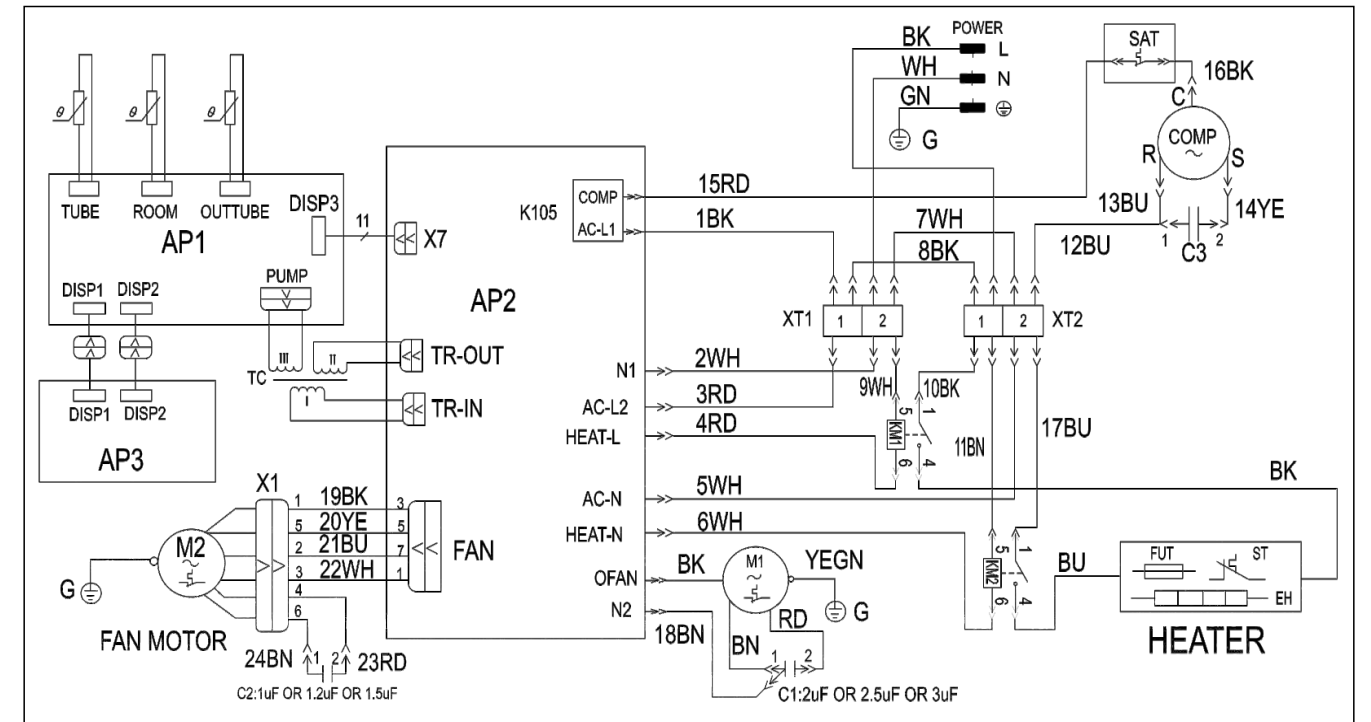 BK POWER L
WH N
GN
G
SAT
16BK
C
COMP
R S
13BU 14YE
1 2
C3
12BU
θ θ θ
TUBE ROOM OUTTUBE
AP1
DISP3
11
X7
PUMP
DISP1 DISP2
DISP1 DISP2
AP3
III II
TC
I
TR-OUT
TR-IN
AP2
K105
COMP
AC-L1
15RD
1BK
7WH
8BK
XT1 1 2
1 2 XT2
N1 2WH
AC-L2 3RD
HEAT-L 4RD
9WH 10BK
5 1
KM1
6 4
11BN
17BU
BK
AC-N 5WH
HEAT-N 6WH
5 1
KM2
6 4
BU
FUT ST
EH
HEATER
OFAN BK
M1
YEGN
G
N2
18BN
BN RD
1 2
C1:2uF OR 2.5uF OR 3uF
X1
1 19BK 3
5 20YE 5
2 21BU 7
3 22WH 1
4
6
FAN
M2
G
FAN MOTOR
24BN 1 2 23RD
C2:1uF OR 1.2uF OR 1.5uF